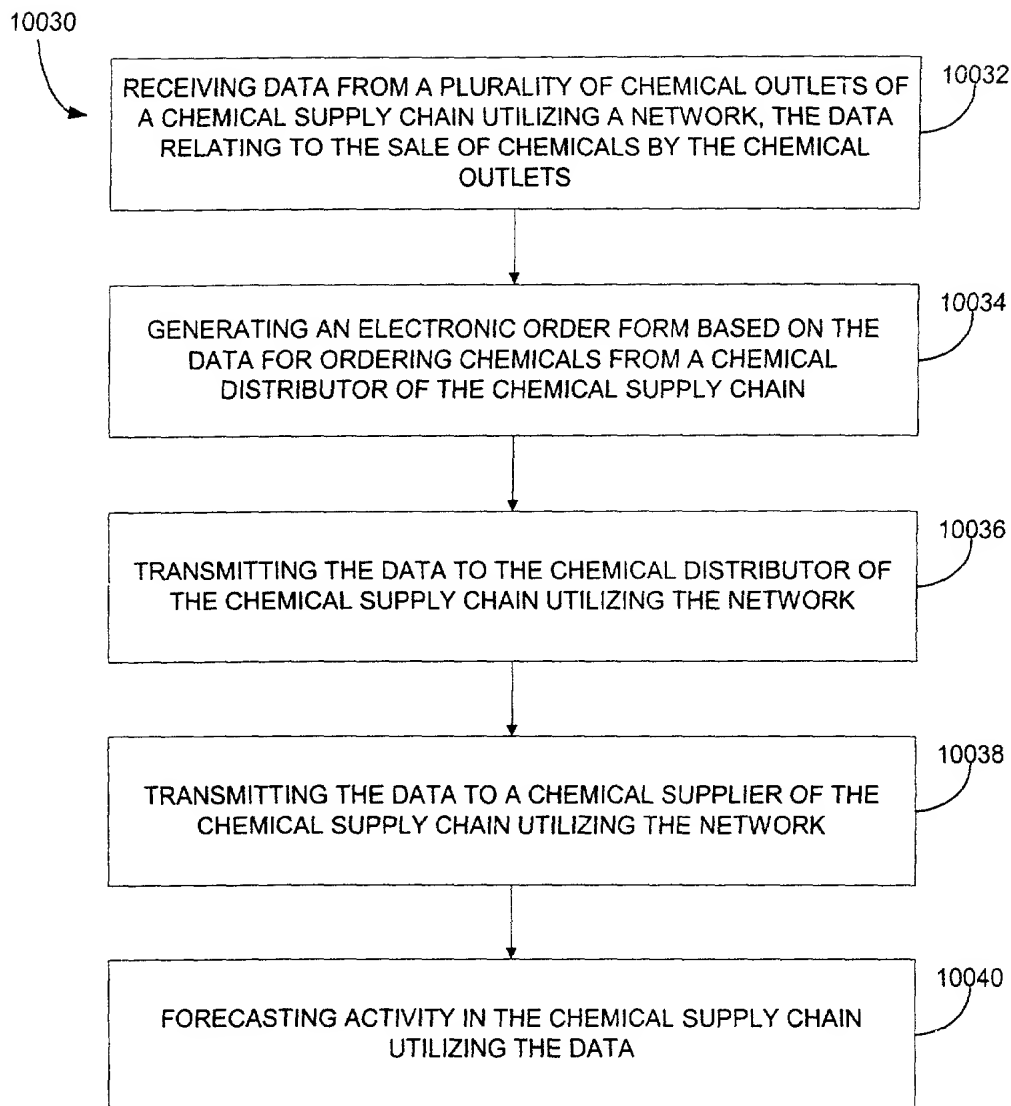 10030
RECEIVING DATA FROM A PLURALITY OF CHEMICAL OUTLETS OF
A CHEMICAL SUPPLY CHAIN UTILIZING A NETWORK, THE DATA
RELATING TO THE SALE OF CHEMICALS BY THE CHEMICAL
OUTLETS
10032
GENERATING AN ELECTRONIC ORDER FORM BASED ON THE
DATA FOR ORDERING CHEMICALS FROM A CHEMICAL
DISTRIBUTOR OF THE CHEMICAL SUPPLY CHAIN
10034
TRANSMITTING THE DATA TO THE CHEMICAL DISTRIBUTOR OF
THE CHEMICAL SUPPLY CHAIN UTILIZING THE NETWORK
10036
TRANSMITTING THE DATA TO A CHEMICAL SUPPLIER OF THE
CHEMICAL SUPPLY CHAIN UTILIZING THE NETWORK
10038
FORECASTING ACTIVITY IN THE CHEMICAL SUPPLY CHAIN
UTILIZING THE DATA
10040